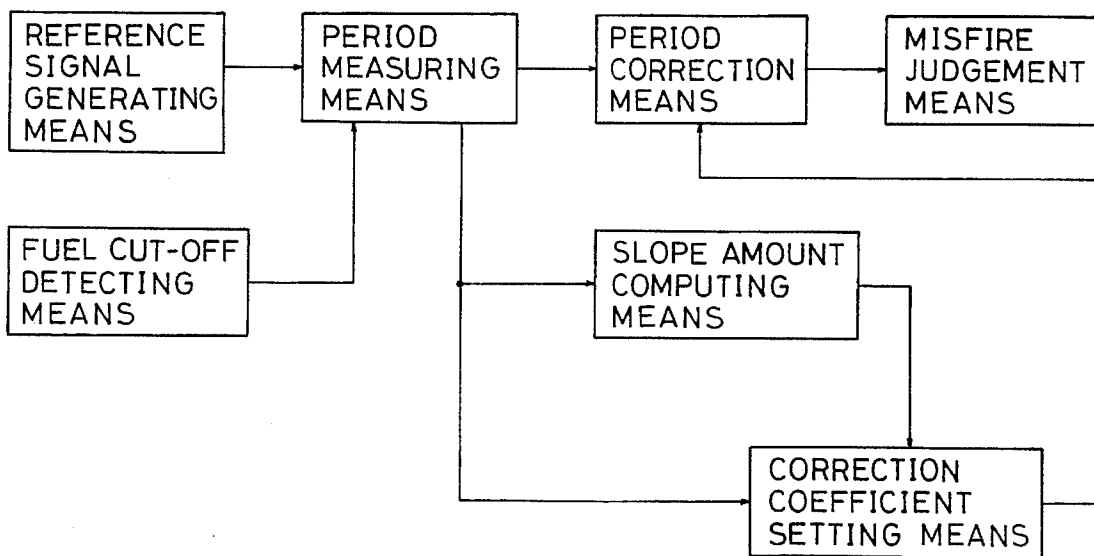 REFERENCE
SIGNAL
GENERATING
MEANS
PERIOD
MEASURING
MEANS
PERIOD
CORRECTION
MEANS
MISFIRE
JUDGEMENT
MEANS
FUEL CUT-OFF
DETECTING
MEANS
SLOPE AMOUNT
COMPUTING
MEANS
CORRECTION
COEFFICIENT
SETTING MEANS